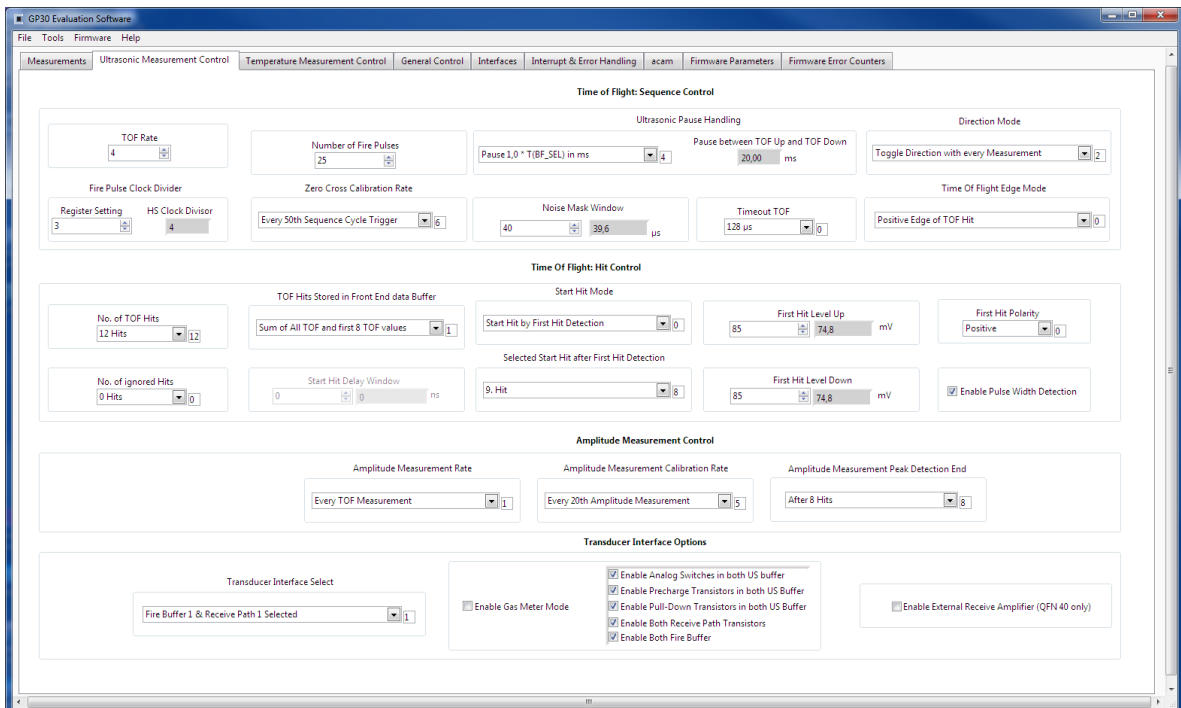 GP30 Evaluation Software
File Tools Firmware Help
Measurements Ultrasonic Measurement Control Temperature Measurement Control General Control Interfaces Interrupt & Error Handling acam Firmware Parameters Firmware Error Counters
Time of Flight: Sequence Control
Ultrasonic Pause Handling Direction Mode
TOF Rate
4
Number of Fire Pulses
25
Pause 1,0 * T(BF_SEL) in ms 4
Pause between TOF Up and TOF Down
20,00 ms
Toggle Direction with every Measurement 2
Fire Pulse Clock Divider Zero Cross Calibration Rate Time Of Flight Edge Mode
Register Setting HS Clock Divisor
3 4
Every 50th Sequence Cycle Trigger 6
Noise Mask Window
40 39,6 µs
Timeout TOF
128 µs 0
Positive Edge of TOF Hit 0
Time Of Flight: Hit Control
TOF Hits Stored in Front End data Buffer Start Hit Mode
No. of TOF Hits
12 Hits 12
Sum of All TOF and first 8 TOF values 1
Start Hit by First Hit Detection 0
First Hit Level Up
85 74,8 mV
First Hit Polarity
Positive 0
Selected Start Hit after First Hit Detection
No. of ignored Hits
0 Hits 0
Start Hit Delay Window
0 0 ns
9. Hit 8
First Hit Level Down
85 74,8 mV
Enable Pulse Width Detection
Amplitude Measurement Control
Amplitude Measurement Rate Amplitude Measurement Calibration Rate Amplitude Measurement Peak Detection End
Every TOF Measurement 1 Every 20th Amplitude Measurement 5 After 8 Hits 8
Transducer Interface Options
Transducer Interface Select
Fire Buffer 1 & Receive Path 1 Selected 1
Enable Gas Meter Mode
Enable Analog Switches in both US buffer
Enable Precharge Transistors in both US Buffer
Enable Pull-Down Transistors in both US Buffer
Enable Both Receive Path Transistors
Enable Both Fire Buffer
Enable External Receive Amplifier (QFN 40 only)